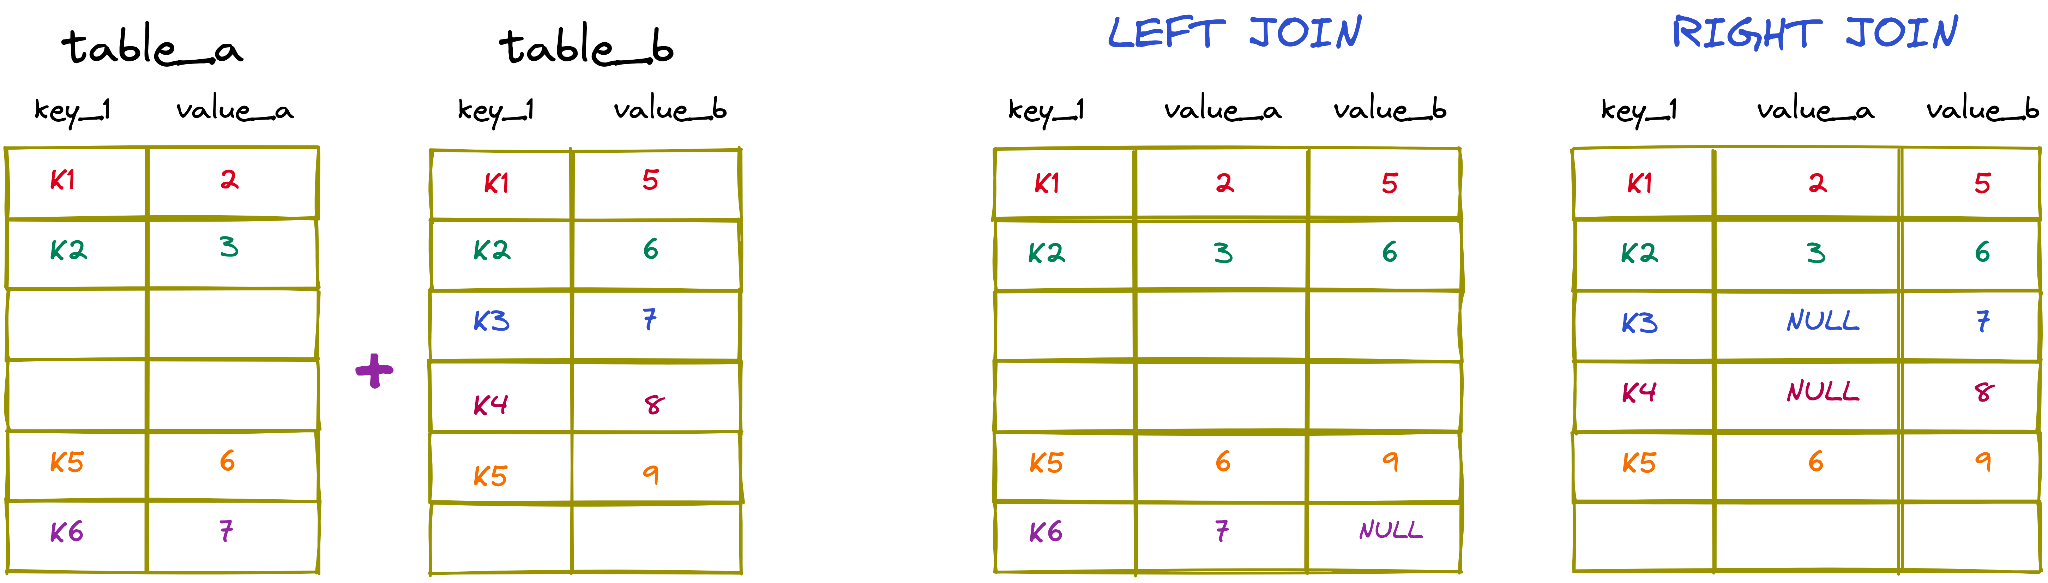 table_a table_b LEFT JOIN RIGHT JOIN
key_1 value_a key_1 value_b key_1 value_a value_b key_1 value_a value_b
K1 2 K1 5 K1 2 5 K1 2 5
K2 3 K2 6 K2 3 6 K2 3 6
K3 7 K3 NULL 7
+
K4 8 K4 NULL 8
K5 6 K5 9 K5 6 9 K5 6 9
K6 7 K6 7 NULL